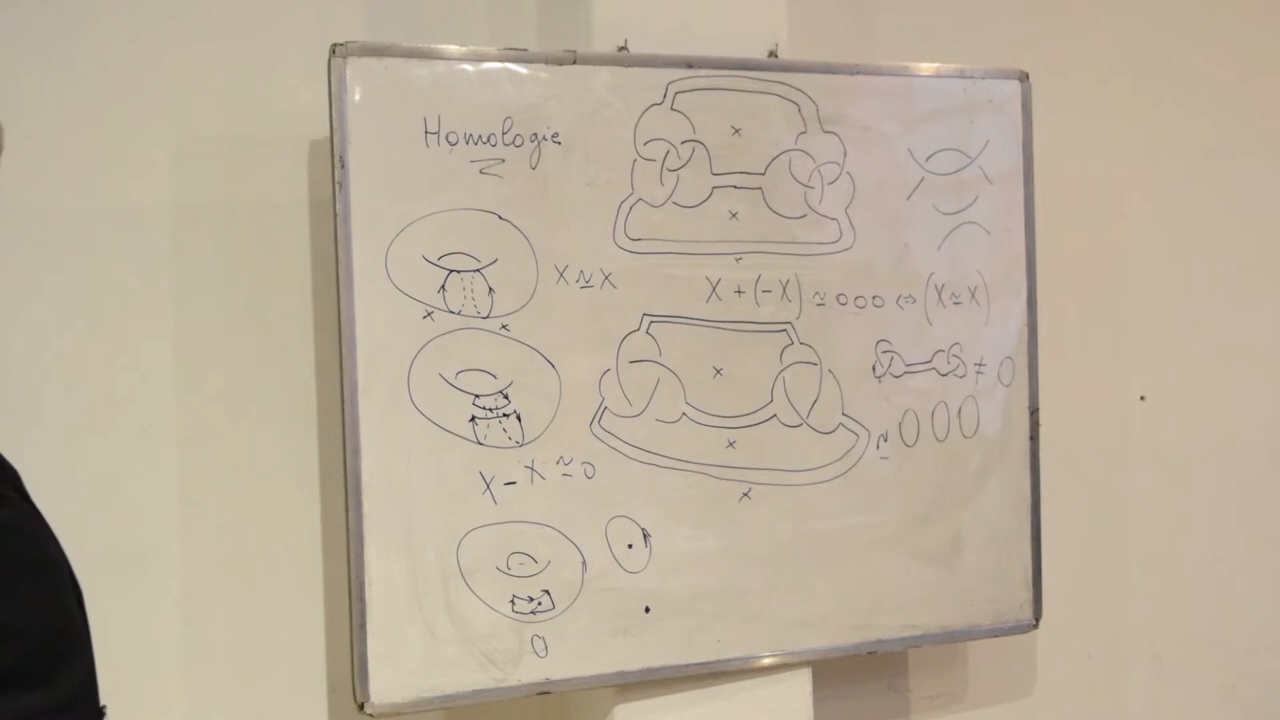 Homologie
X ≃ X
x x
X + (-X) ≃ 000 ⇔ (X ≃ X)
≠ 0
≃ 000
X - X ≃ 0
0